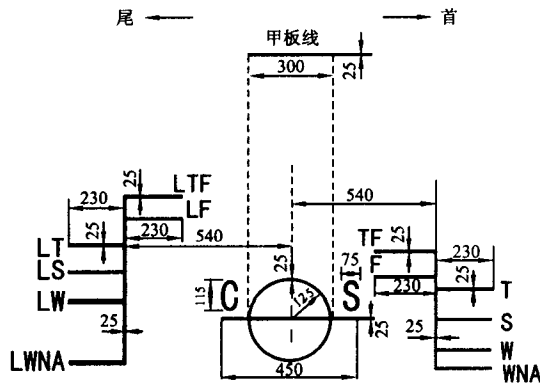 尾 首
甲板线
300 25
25 LTF
230 LF
540
TF 25 230
LT 25 230 540
75 F
LS 25 230 25 T
115 C 125 S
LW
25 25 25 S
W
LWNA 450 WNA